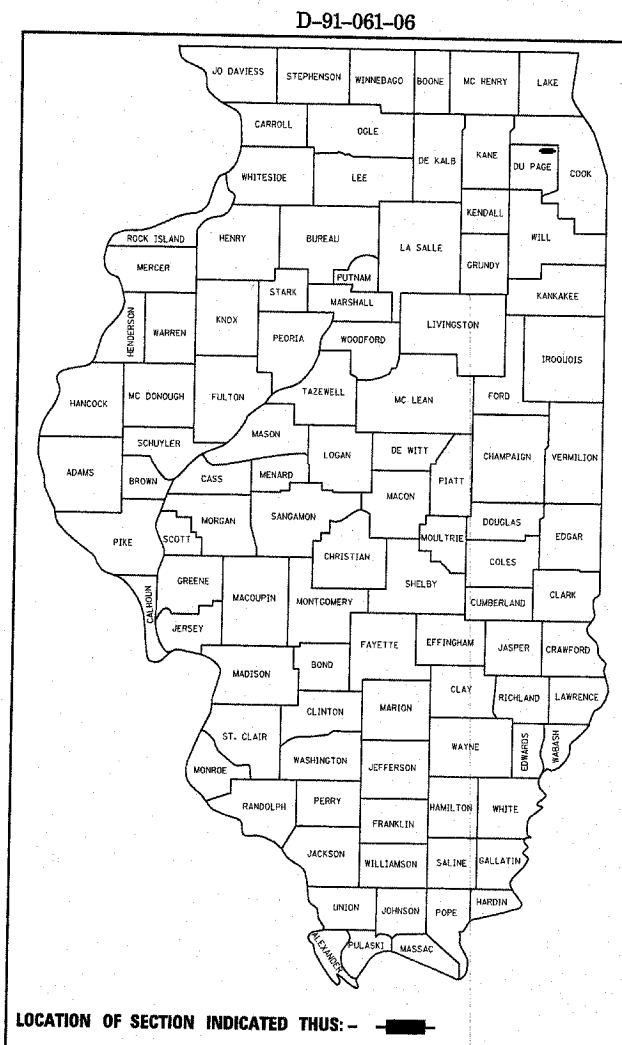 D-91-061-06
JO DAVIESS STEPHENSON WINNEBAGO BOONE MC HENRY LAKE
CARROLL OGLE
DE KALB KANE DU PAGE COOK
WHITESIDE LEE
KENDALL
ROCK ISLAND HENRY BUREAU LA SALLE WILL
MERCER PUTNAM GRUNDY
STARK MARSHALL KANKAKEE
HENDERSON WARREN KNOX PEORIA WOODFORD LIVINGSTON IROQUOIS
HANCOCK MC DONOUGH FULTON TAZEWELL MC LEAN FORD
MASON
SCHUYLER LOGAN DE WITT CHAMPAIGN VERMILION
ADAMS BROWN CASS MENARD MACON PIATT
PIKE SCOTT MORGAN SANGAMON DOUGLAS
CHRISTIAN MOULTRIE COLES EDGAR
CALHOUN GREENE MACOUPIN MONTGOMERY SHELBY CUMBERLAND CLARK
JERSEY
FAYETTE EFFINGHAM JASPER CRAWFORD
MADISON BOND
CLAY RICHLAND LAWRENCE
CLINTON MARION
ST. CLAIR WAYNE EDWARDS WABASH
MONROE WASHINGTON JEFFERSON
RANDOLPH PERRY HAMILTON WHITE
FRANKLIN
JACKSON WILLIAMSON SALINE GALLATIN
UNION JOHNSON POPE HARDIN
ALEXANDER PULASKI MASSAC
LOCATION OF SECTION INDICATED THUS: -